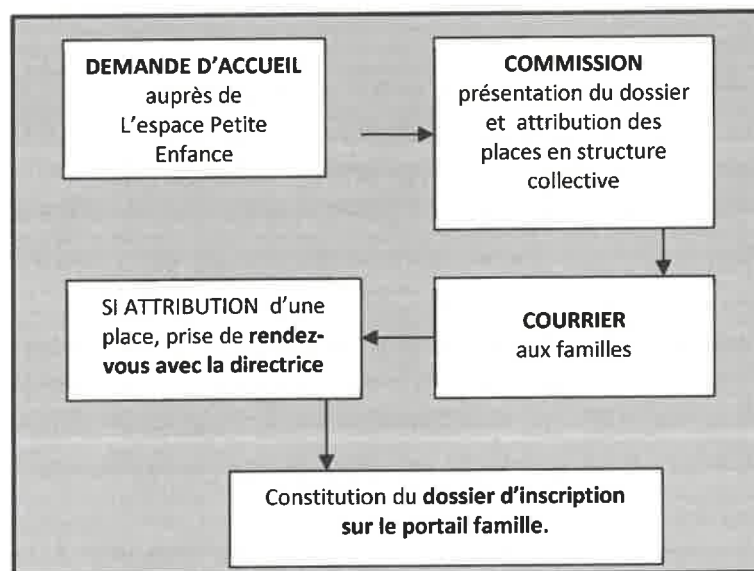 DEMANDE D'ACCUEIL
auprès de
L'espace Petite
Enfance
COMMISSION
présentation du dossier
et attribution des
places en structure
collective
COURRIER
aux familles
SI ATTRIBUTION d'une
place, prise de rendez-
vous avec la directrice
Constitution du dossier d'inscription
sur le portail famille.